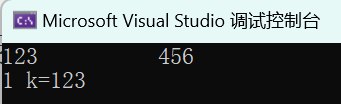 Microsoft Visual Studio 调试控制台
123 456
1 k=123